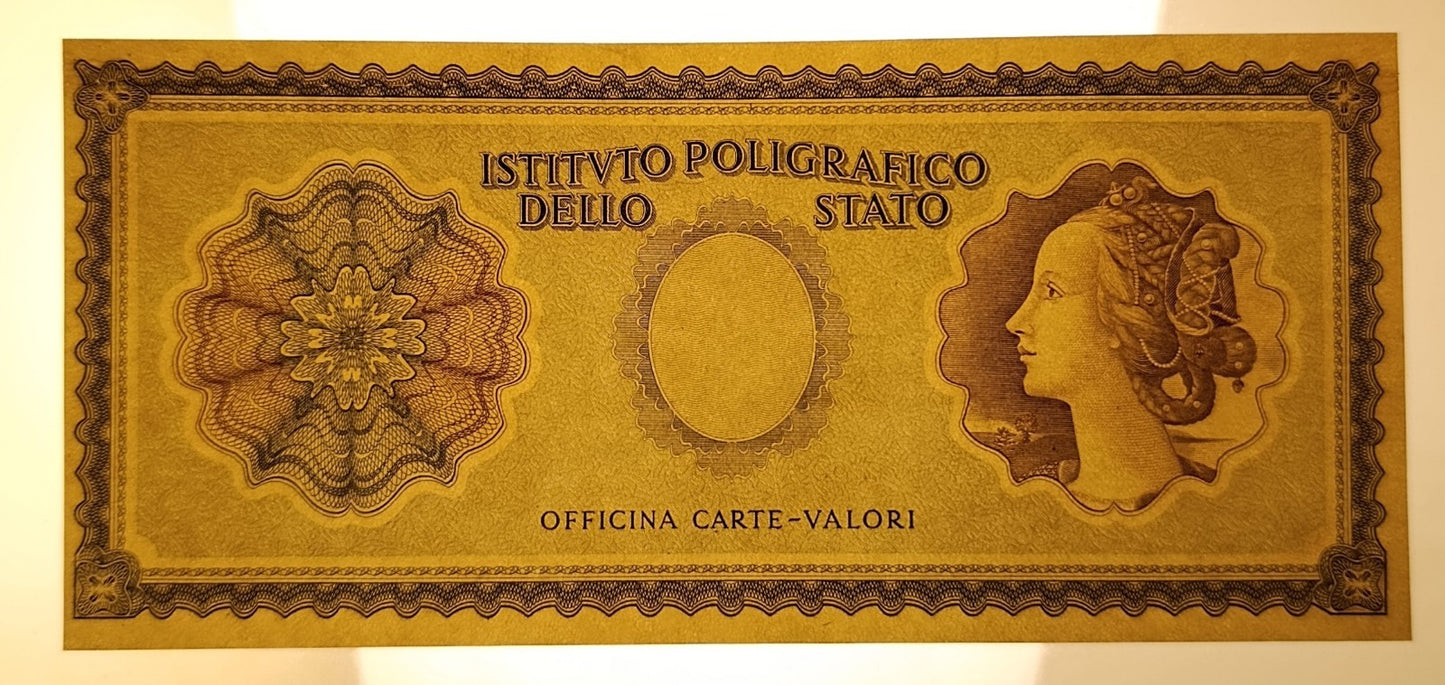 ISTITVTO POLIGRAFICO
DELLO STATO
OFFICINA CARTE-VALORI